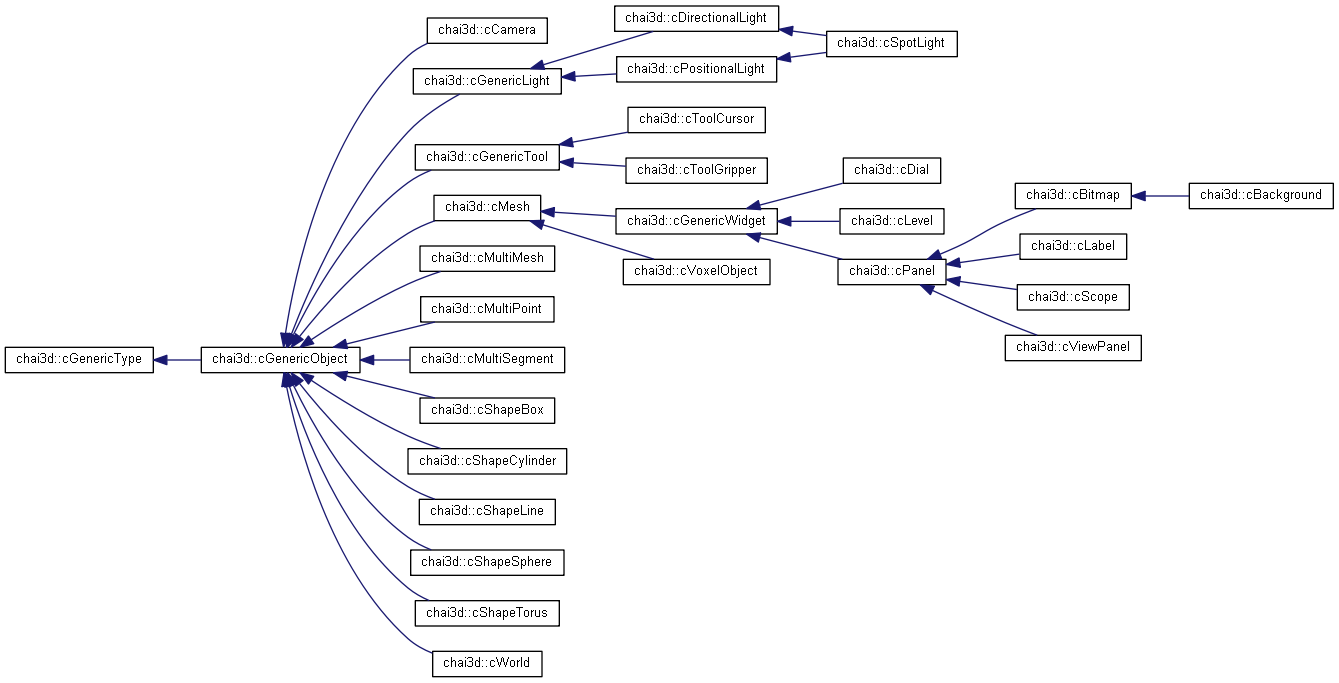 chai3d::cGenericType
chai3d::cGenericObject
chai3d::cCamera
chai3d::cGenericLight
chai3d::cDirectionalLight
chai3d::cPositionalLight
chai3d::cSpotLight
chai3d::cGenericTool
chai3d::cToolCursor
chai3d::cToolGripper
chai3d::cMesh
chai3d::cGenericWidget
chai3d::cVoxelObject
chai3d::cDial
chai3d::cLevel
chai3d::cPanel
chai3d::cBitmap
chai3d::cBackground
chai3d::cLabel
chai3d::cScope
chai3d::cViewPanel
chai3d::cMultiMesh
chai3d::cMultiPoint
chai3d::cMultiSegment
chai3d::cShapeBox
chai3d::cShapeCylinder
chai3d::cShapeLine
chai3d::cShapeSphere
chai3d::cShapeTorus
chai3d::cWorld